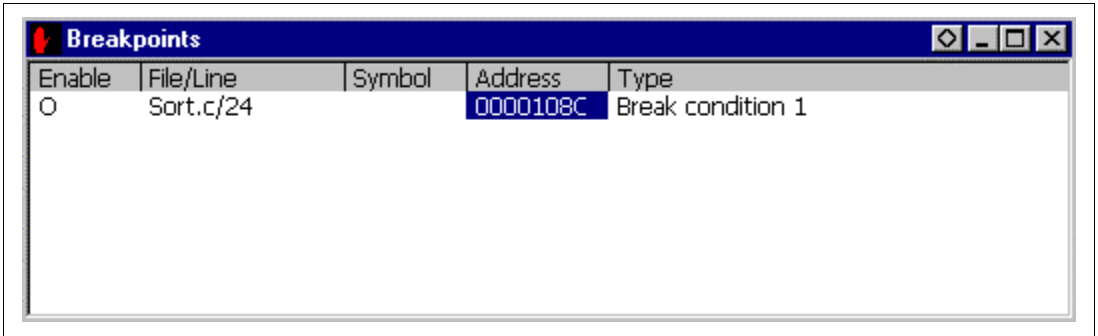 Breakpoints
Enable File/Line Symbol Address Type
O Sort.c/24 0000108C Break condition 1